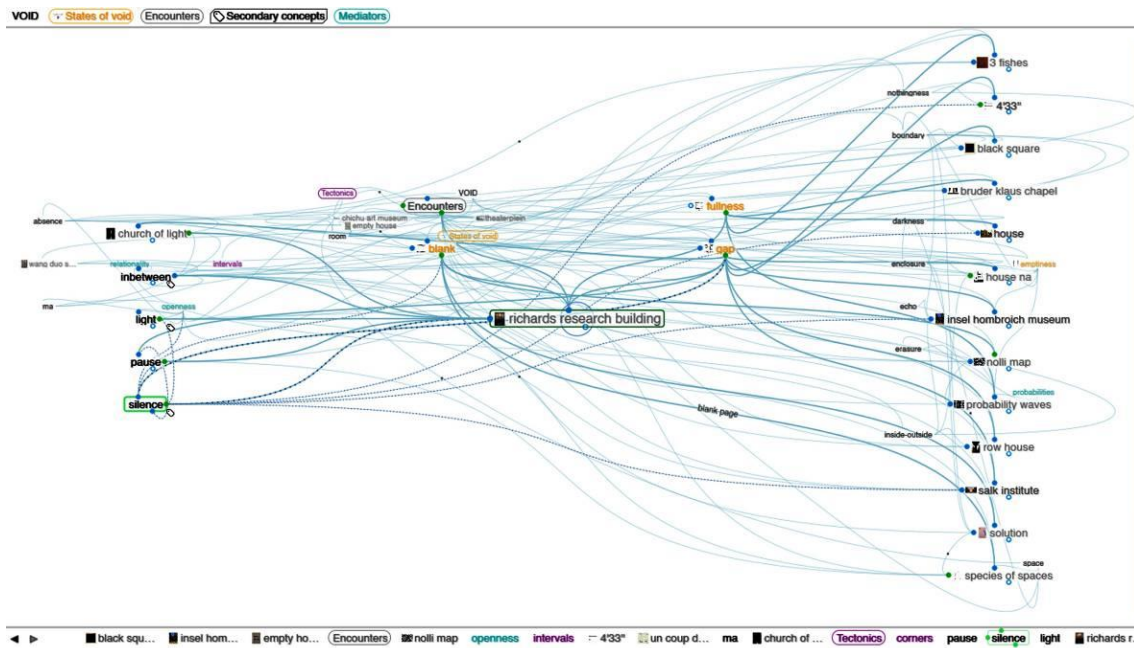 VOID States of void Encounters Secondary concepts Mediators
3 fishes
nothingness
4'33"
boundary
black square
Tectonics
VOID
bruder klaus chapel
Encounters
fullness
absence
chichu art museum
theaterplein
darkness
empty house
church of light
room
States of void
house
blank
gap
wang duo s...
relationality
intervals
enclosure
emptiness
inbetween
house na
ma
openness
echo
light
richards research building
insel hombroich museum
erasure
pause
nolli map
probabilities
silence
probability waves
blank page
inside-outside
row house
salk institute
solution
space
species of spaces
black squ... insel hom... empty ho... Encounters nolli map openness intervals 4'33" un coup d... ma church of ... Tectonics corners pause silence light richards r...